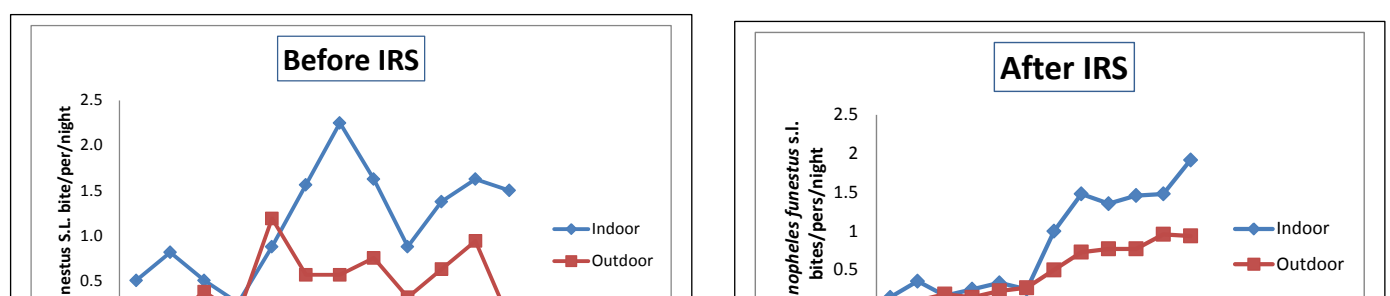 Before IRS
nestus S.L. bite/per/night
2.5
2.0
1.5
1.0
0.5
Indoor
Outdoor
After IRS
nopheles funestus s.l.
bites/pers/night
2.5
2
1.5
1
0.5
Indoor
Outdoor